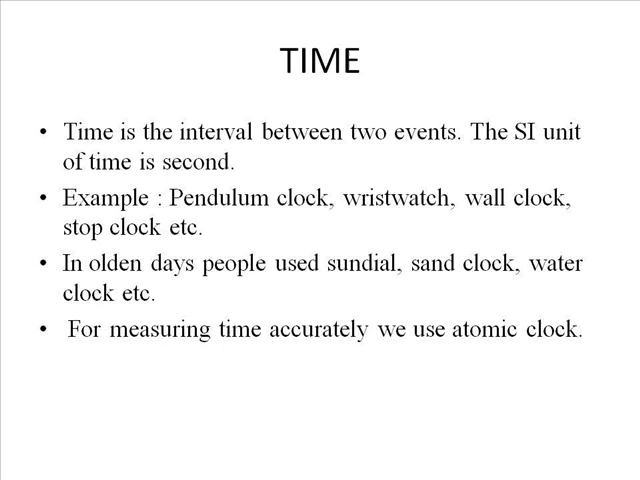 TIME
• Time is the interval between two events. The SI unit
of time is second.
• Example : Pendulum clock, wristwatch, wall clock,
stop clock etc.
• In olden days people used sundial, sand clock, water
clock etc.
• For measuring time accurately we use atomic clock.